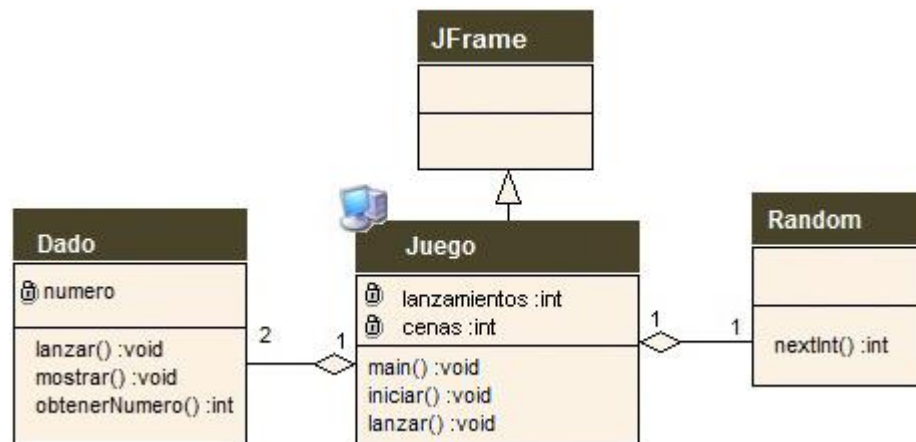 JFrame
Dado
numero
lanzar() :void
mostrar() :void
obtenerNumero() :int
2
1
Juego
lanzamientos :int
cenas :int
main() :void
iniciar() :void
lanzar() :void
1
1
Random
nextInt() :int